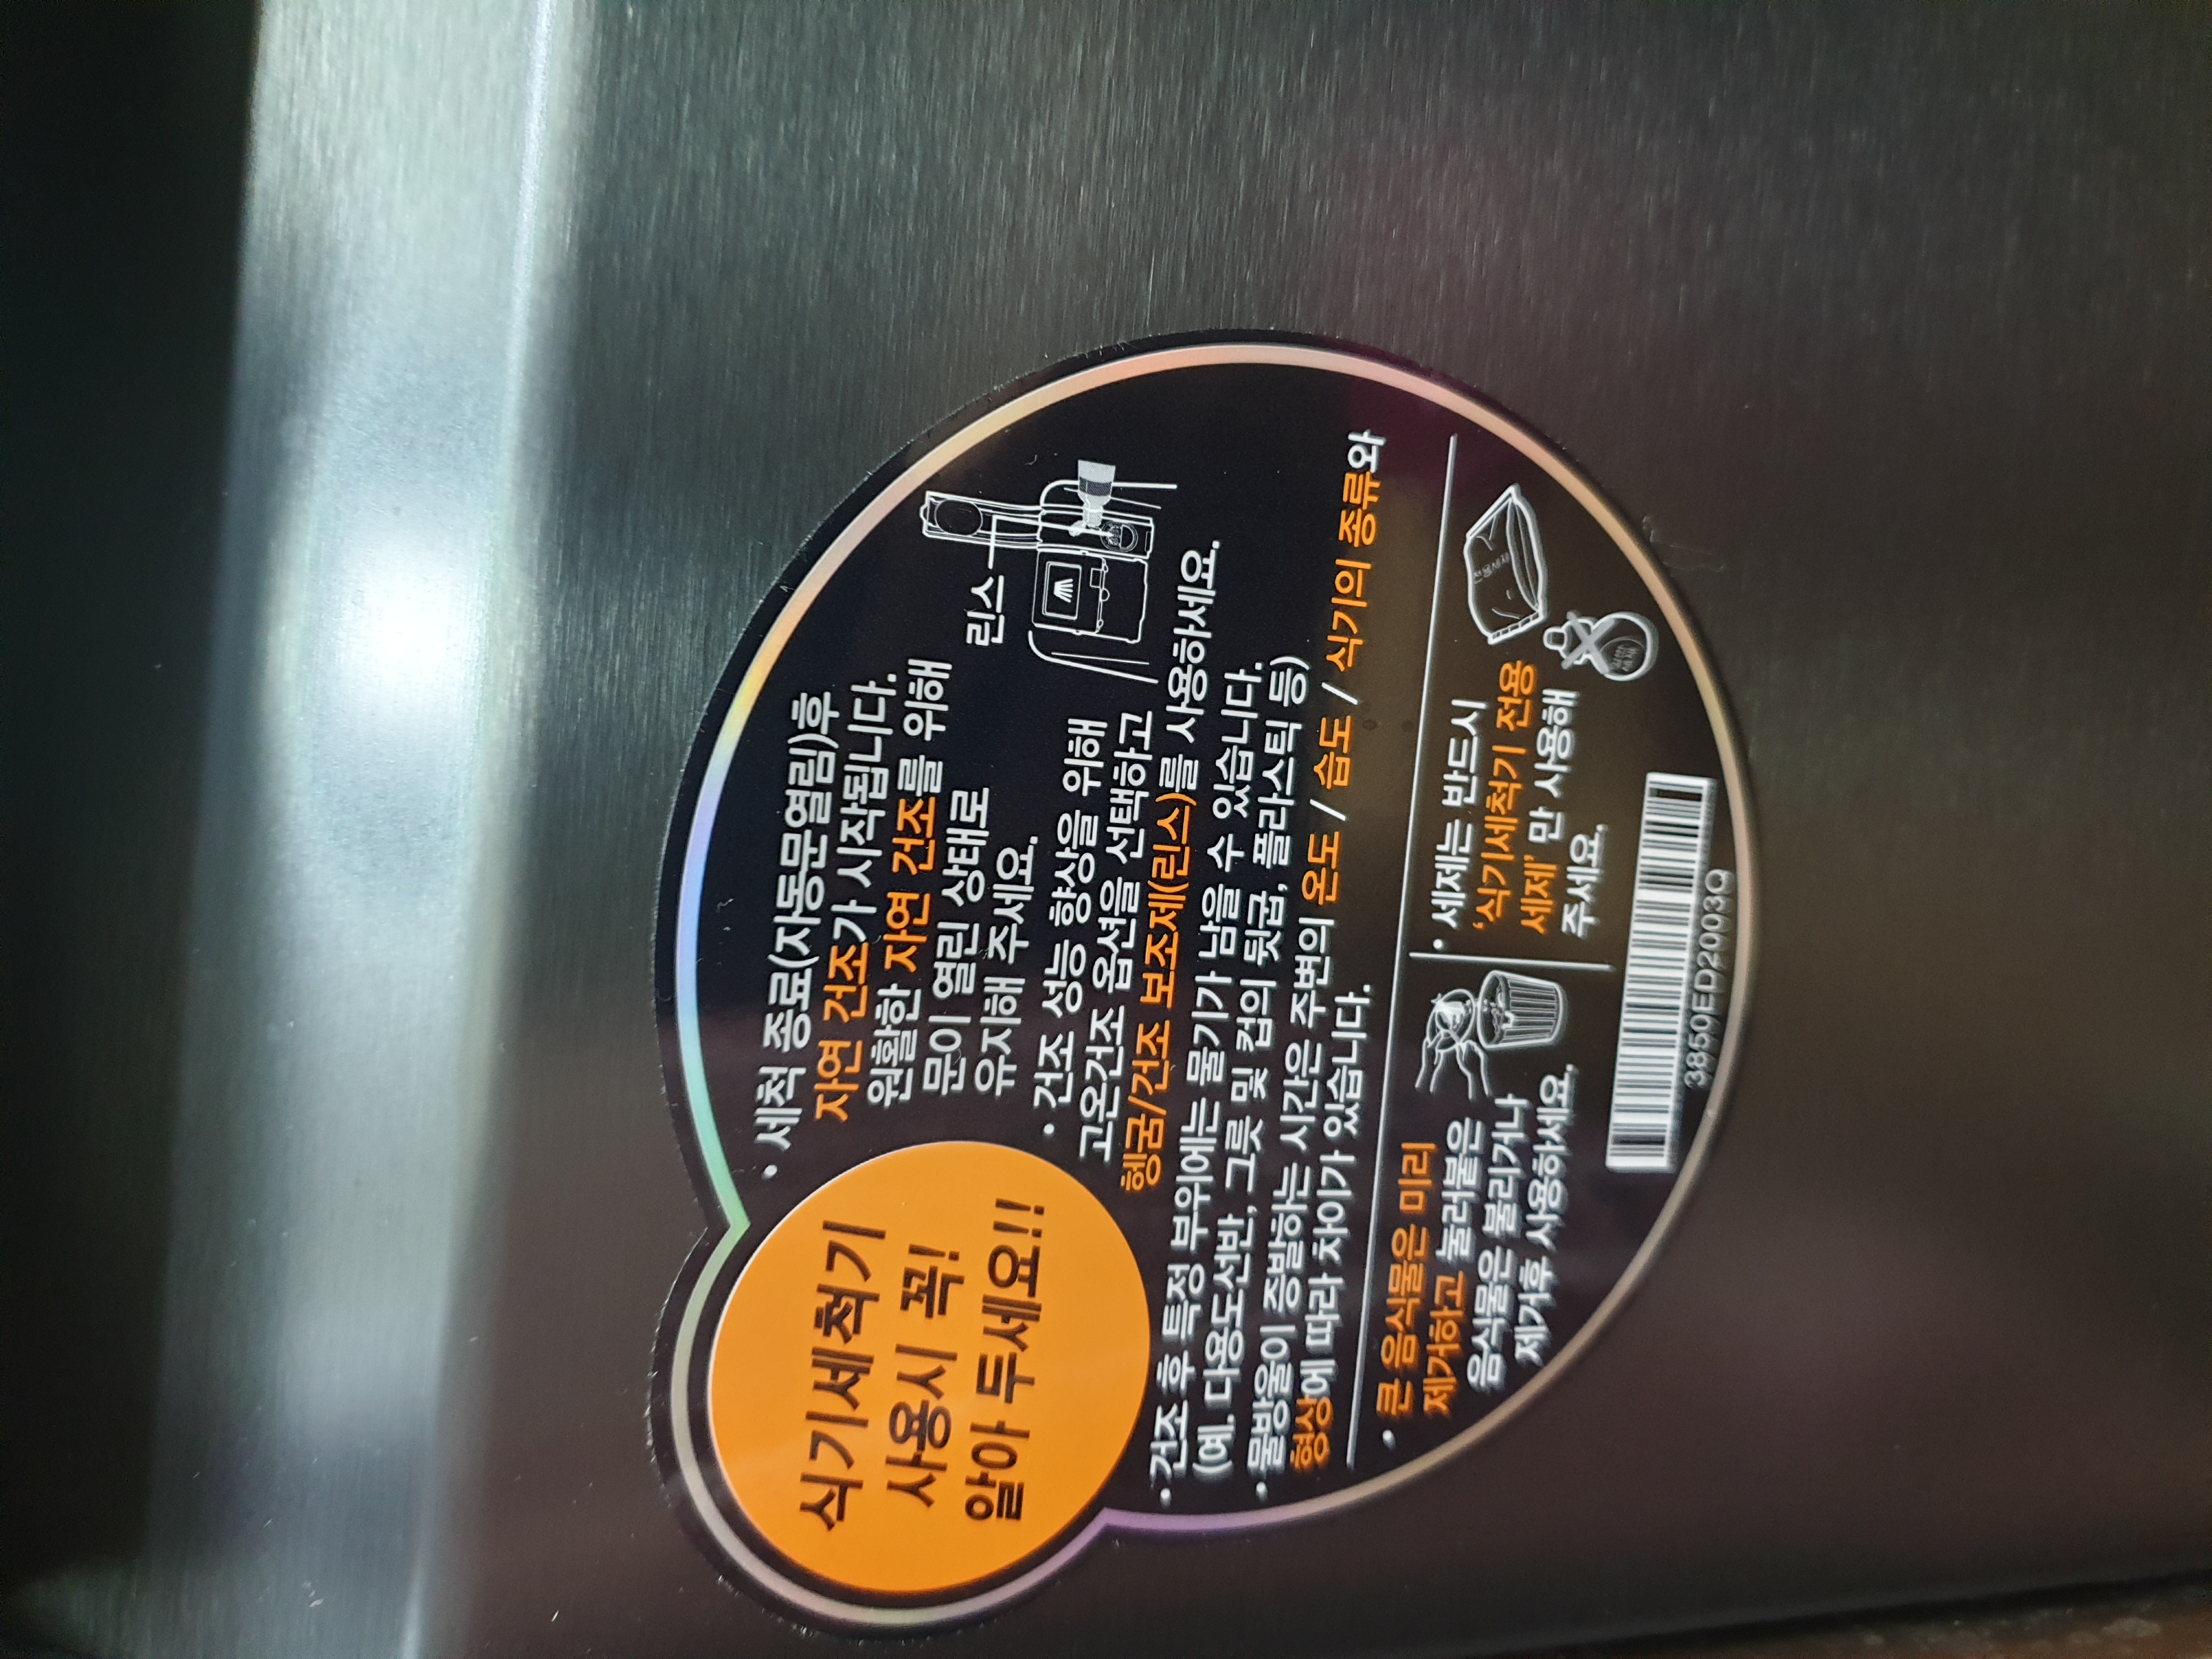 식기세척기
사용시 꼭!
알아 두세요!!
• 세척 종료(자동문열림)후
자연 건조가 시작됩니다.
원활한 자연 건조를 위해
문이 열린 상태로
유지해 주세요.
린스
• 건조 성능 향상을 위해
고온건조 옵션을 선택하고
헹굼/건조 보조제(린스)를 사용하세요.
• 건조 후 특정 부위에는 물기가 남을 수 있습니다.
(예. 다용도선반, 그릇 및 컵의 뒷굽, 플라스틱 등)
• 물방울이 증발하는 시간은 주변의 온도 / 습도 / 식기의 종류와
형상에 따라 차이가 있습니다.
• 큰 음식물은 미리
제거하고 눌러붙은
음식물은 불리거나
제거후 사용하세요.
• 세제는 반드시
‘식기세척기 전용
세제’ 만 사용해
주세요.
일반
세제
3850ED2003Q